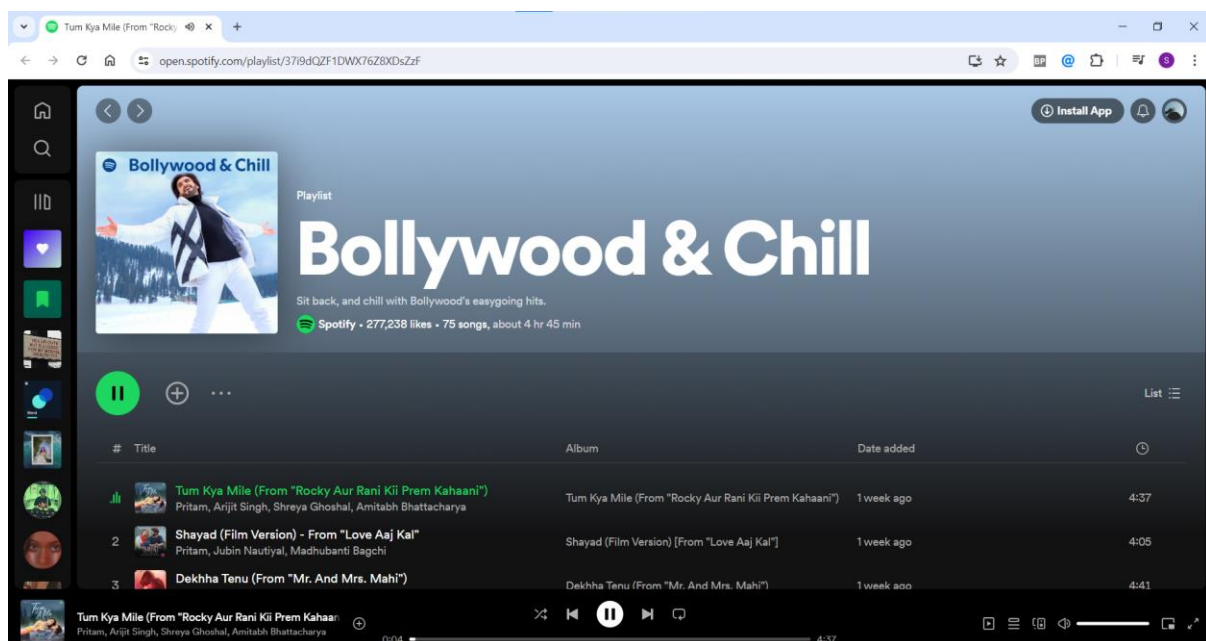 Tum Kya Mile (From "Rocky
open.spotify.com/playlist/37i9dQZF1DWX76Z8XDsZzF
BP
@
S
Install App
Bollywood & Chill
Playlist
Bollywood & Chill
Sit back, and chill with Bollywood's easygoing hits.
Spotify • 277,238 likes • 75 songs, about 4 hr 45 min
List
# Title Album Date added
Tum Kya Mile (From "Rocky Aur Rani Kii Prem Kahaani") Tum Kya Mile (From "Rocky Aur Rani Kii Prem Kahaani") 1 week ago 4:37
Pritam, Arijit Singh, Shreya Ghoshal, Amitabh Bhattacharya
2 Shayad (Film Version) - From "Love Aaj Kal" Shayad (Film Version) [From "Love Aaj Kal"] 1 week ago 4:05
Pritam, Jubin Nautiyal, Madhubanti Bagchi
3 Dekhha Tenu (From "Mr. And Mrs. Mahi") Dekhha Tenu (From "Mr. And Mrs. Mahi") 1 week ago 4:41
Tum Kya Mile (From "Rocky Aur Rani Kii Prem Kahaan
Pritam, Arijit Singh, Shreya Ghoshal, Amitabh Bhattacharya
0:04 4:37